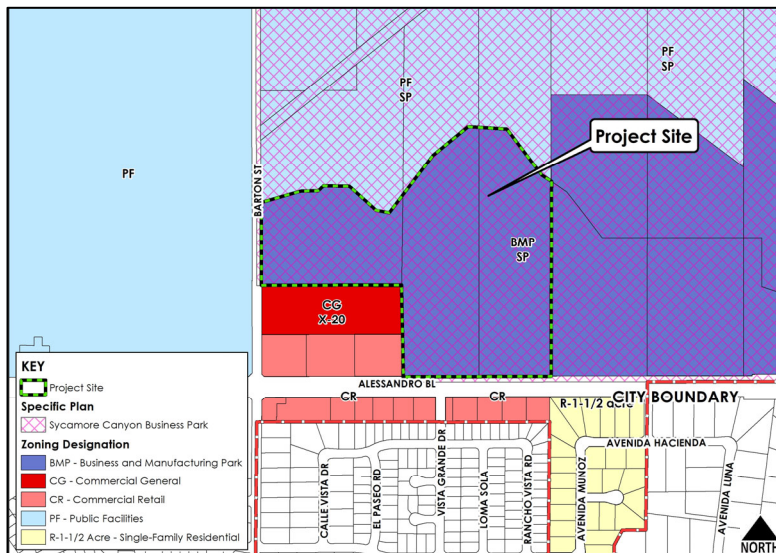 PF
SP
PF
SP
Project Site
PF
BARTON ST
BMP
SP
CG
X-20
KEY
Project Site
Specific Plan
Sycamore Canyon Business Park
Zoning Designation
BMP - Business and Manufacturing Park
CG - Commercial General
CR - Commercial Retail
PF - Public Facilities
R-1-1/2 Acre - Single-Family Residential
ALESSANDRO BL
CR
CR
R-1-1/2 acre
CITY BOUNDARY
CALLE VISTA DR
EL PASEO RD
VISTA GRANDE DR
LOMA SOLA
RANCHO VISTA RD
AVENIDA MUNOZ
AVENIDA HACIENDA
AVENIDA LUNA
NORTH